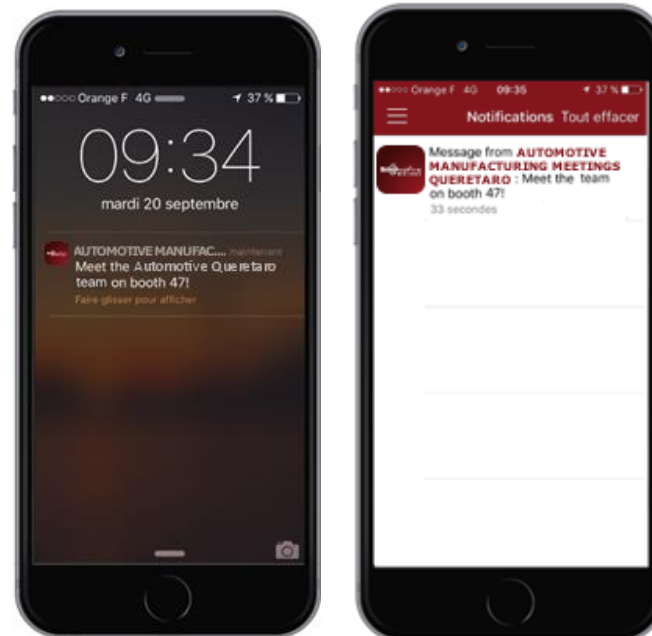 Orange F 4G 37 %
09:34
mardi 20 septembre
AUTOMOTIVE MANUFAC.... maintenant
Meet the Automotive Queretaro
team on booth 47!
Faire glisser pour afficher
Orange F 4G 09:35 37 %
Notifications Tout effacer
Message from AUTOMOTIVE
MANUFACTURING MEETINGS
QUERETARO : Meet the team
on booth 47!
33 secondes